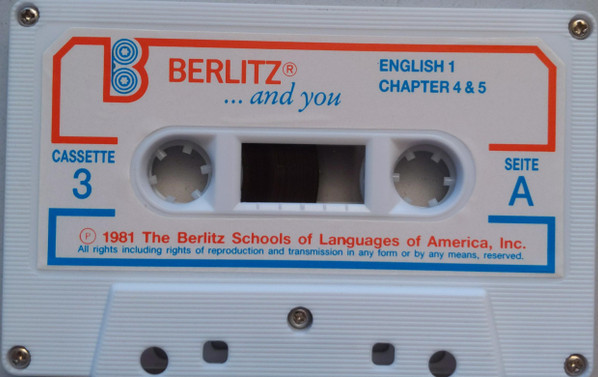 B
BERLITZ®
... and you
ENGLISH 1
CHAPTER 4 & 5
CASSETTE
3
SEITE
A
℗ 1981 The Berlitz Schools of Languages of America, Inc.
All rights including rights of reproduction and transmission in any form or by any means, reserved.